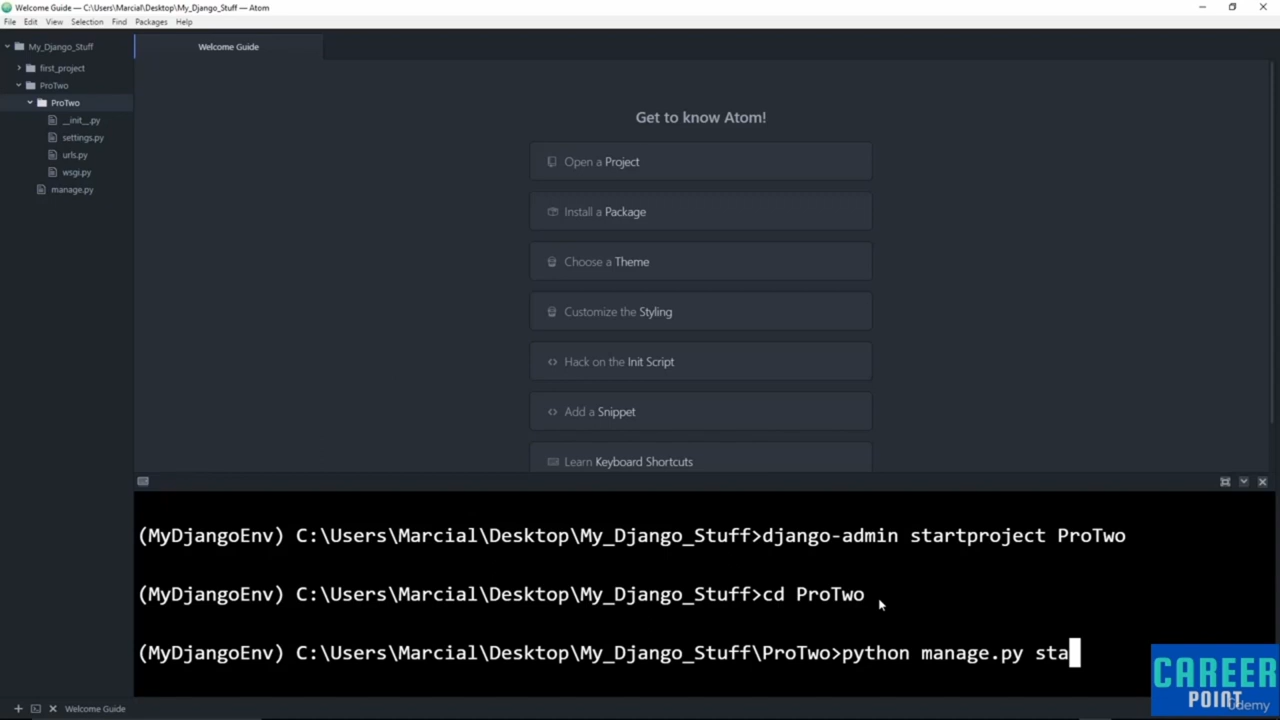 Welcome Guide — C:\Users\Marcial\Desktop\My_Django_Stuff — Atom
File Edit View Selection Find Packages Help
My_Django_Stuff
first_project
ProTwo
ProTwo
__init__.py
settings.py
urls.py
wsgi.py
manage.py
Welcome Guide
Get to know Atom!
Open a Project
Install a Package
Choose a Theme
Customize the Styling
Hack on the Init Script
Add a Snippet
Learn Keyboard Shortcuts
(MyDjangoEnv) C:\Users\Marcial\Desktop\My_Django_Stuff>django-admin startproject ProTwo
(MyDjangoEnv) C:\Users\Marcial\Desktop\My_Django_Stuff>cd ProTwo
(MyDjangoEnv) C:\Users\Marcial\Desktop\My_Django_Stuff\ProTwo>python manage.py sta
Welcome Guide
CAREER
POINT
Udemy